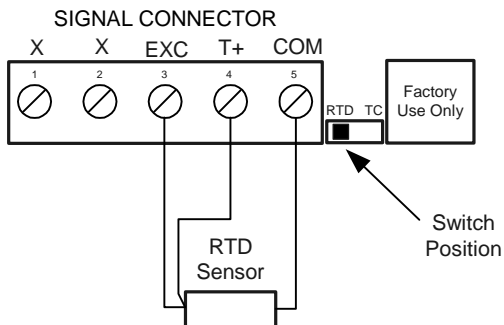 SIGNAL CONNECTOR
X X EXC T+ COM
1 2 3 4 5
RTD TC
Factory
Use Only
Switch
Position
RTD
Sensor